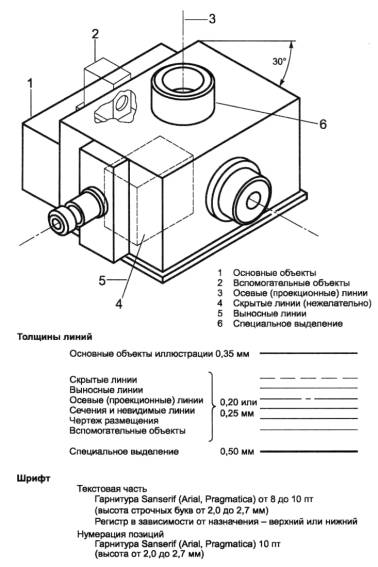 3
2
30°
1
6
5
4
1 Основные объекты
2 Вспомогательные объекты
3 Осевые (проекционные) линии
4 Скрытые линии (нежелательно)
5 Выносные линии
6 Специальное выделение
Толщины линий
Основные объекты иллюстрации 0,35 мм
Скрытые линии
Выносные линии
Осевые (проекционные) линии
Сечения и невидимые линии
Чертеж размещения
Вспомогательные объекты
0,20 или
0,25 мм
Специальное выделение 0,50 мм
Шрифт
Текстовая часть
Гарнитура Sanserif (Arial, Pragmatica) от 8 до 10 пт
(высота строчных букв от 2,0 до 2,7 мм)
Регистр в зависимости от назначения – верхний или нижний
Нумерация позиций
Гарнитура Sanserif (Arial, Pragmatica) 10 пт
(высота от 2,0 до 2,7 мм)